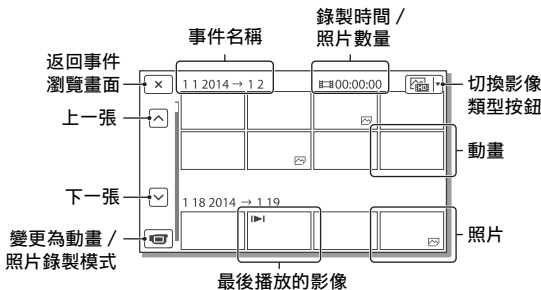 錄製時間 /
照片數量
事件名稱
返回事件
瀏覽畫面
1 1 2014 → 1 2
00:00:00
切換影像
類型按鈕
上一張
動畫
下一張
1 18 2014 → 1 19
變更為動畫 /
照片錄製模式
照片
最後播放的影像